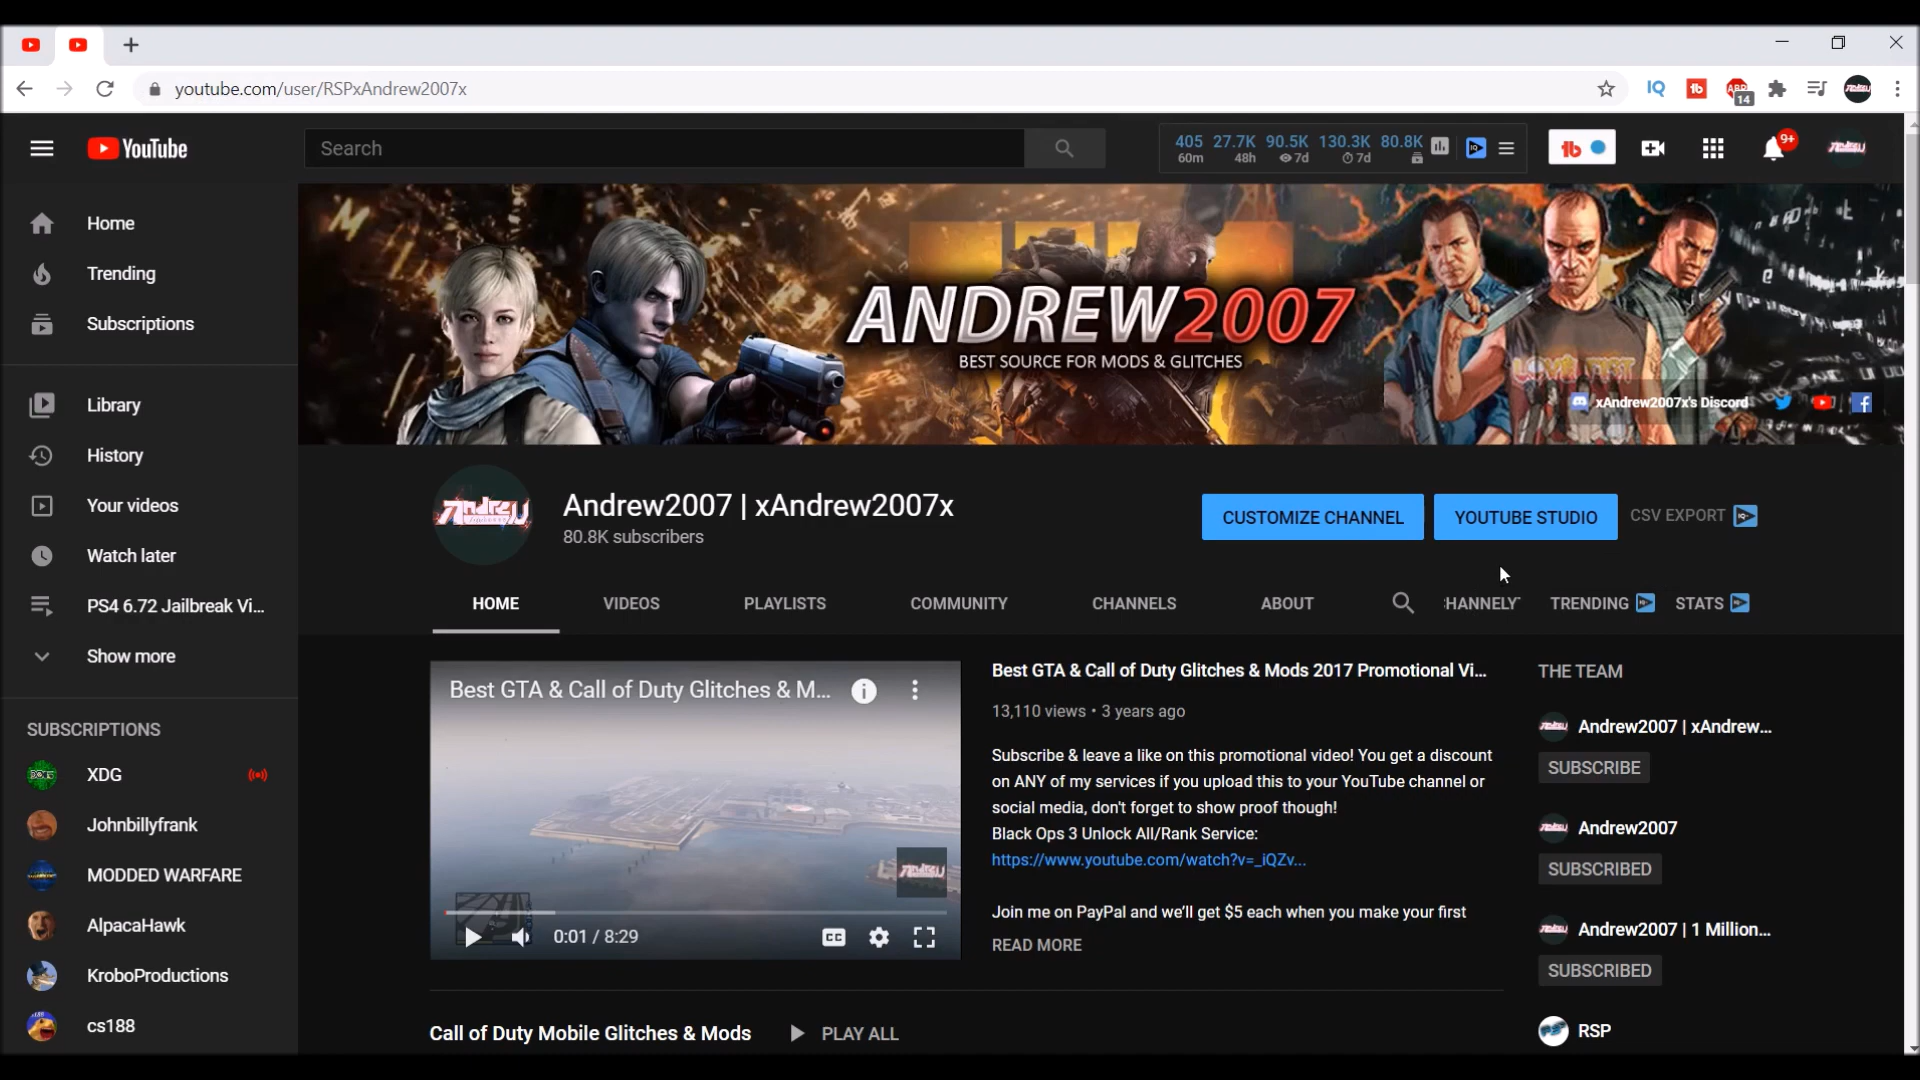 youtube.com/user/RSPxAndrew2007x
IQ
tb
ABP
14
YouTube
Search
405 27.7K 90.5K 130.3K 80.8K
60m 48h 7d 7d
tb
9+
Home
Trending
Subscriptions
Library
History
Your videos
Watch later
PS4 6.72 Jailbreak Vi...
Show more
SUBSCRIPTIONS
XDG
Johnbillyfrank
MODDED WARFARE
AlpacaHawk
KroboProductions
cs188
ANDREW2007
BEST SOURCE FOR MODS & GLITCHES
xAndrew2007x's Discord
Andrew
Andrew2007 | xAndrew2007x
80.8K subscribers
CUSTOMIZE CHANNEL
YOUTUBE STUDIO
CSV EXPORT
HOME
VIDEOS
PLAYLISTS
COMMUNITY
CHANNELS
ABOUT
HANNELY
TRENDING
STATS
Best GTA & Call of Duty Glitches & M...
0:01 / 8:29
CC
Best GTA & Call of Duty Glitches & Mods 2017 Promotional Vi...
13,110 views • 3 years ago
Subscribe & leave a like on this promotional video! You get a discount
on ANY of my services if you upload this to your YouTube channel or
social media, don't forget to show proof though!
Black Ops 3 Unlock All/Rank Service:
https://www.youtube.com/watch?v=_iQZv...
Join me on PayPal and we'll get $5 each when you make your first
READ MORE
THE TEAM
Andrew2007 | xAndrew...
SUBSCRIBE
Andrew2007
SUBSCRIBED
Andrew2007 | 1 Million...
SUBSCRIBED
RSP
Call of Duty Mobile Glitches & Mods
PLAY ALL